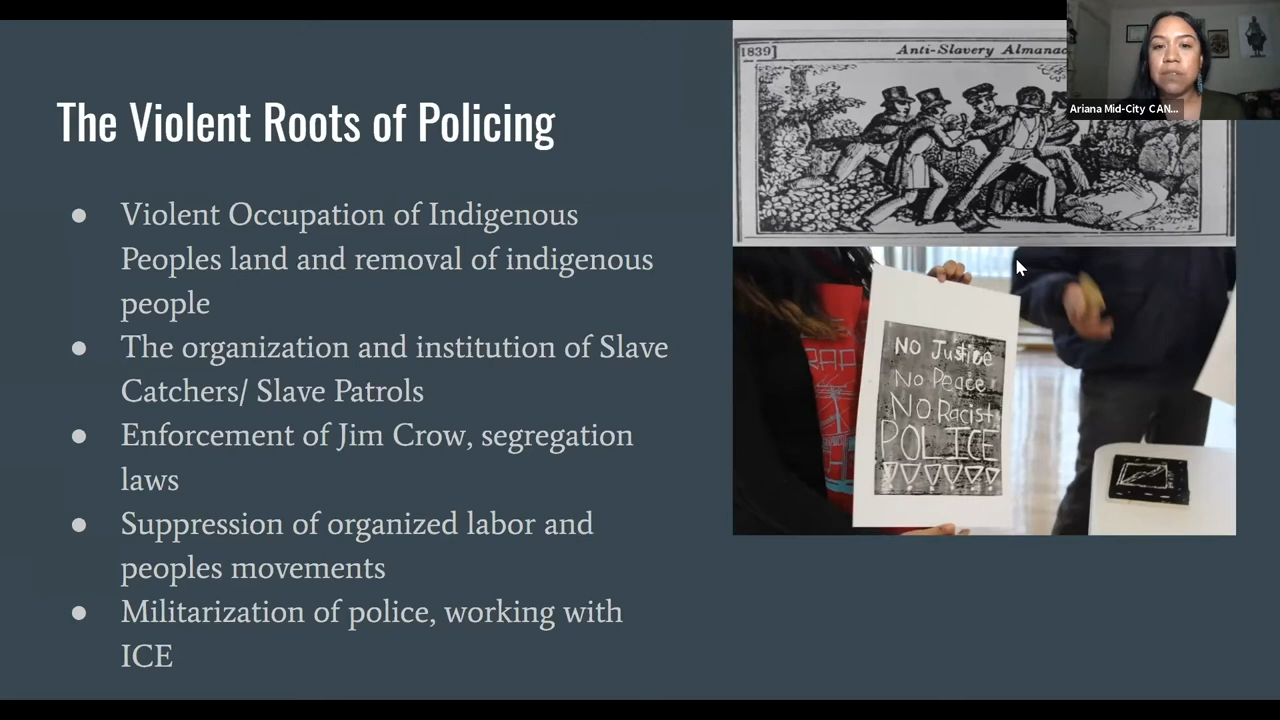 The Violent Roots of Policing
● Violent Occupation of Indigenous
Peoples land and removal of indigenous
people
● The organization and institution of Slave
Catchers/ Slave Patrols
● Enforcement of Jim Crow, segregation
laws
● Suppression of organized labor and
peoples movements
● Militarization of police, working with
ICE
1839]
Anti-Slavery Almanac
Ariana Mid-City CAN...
No Justice
No Peace
NO Racist
POLICE